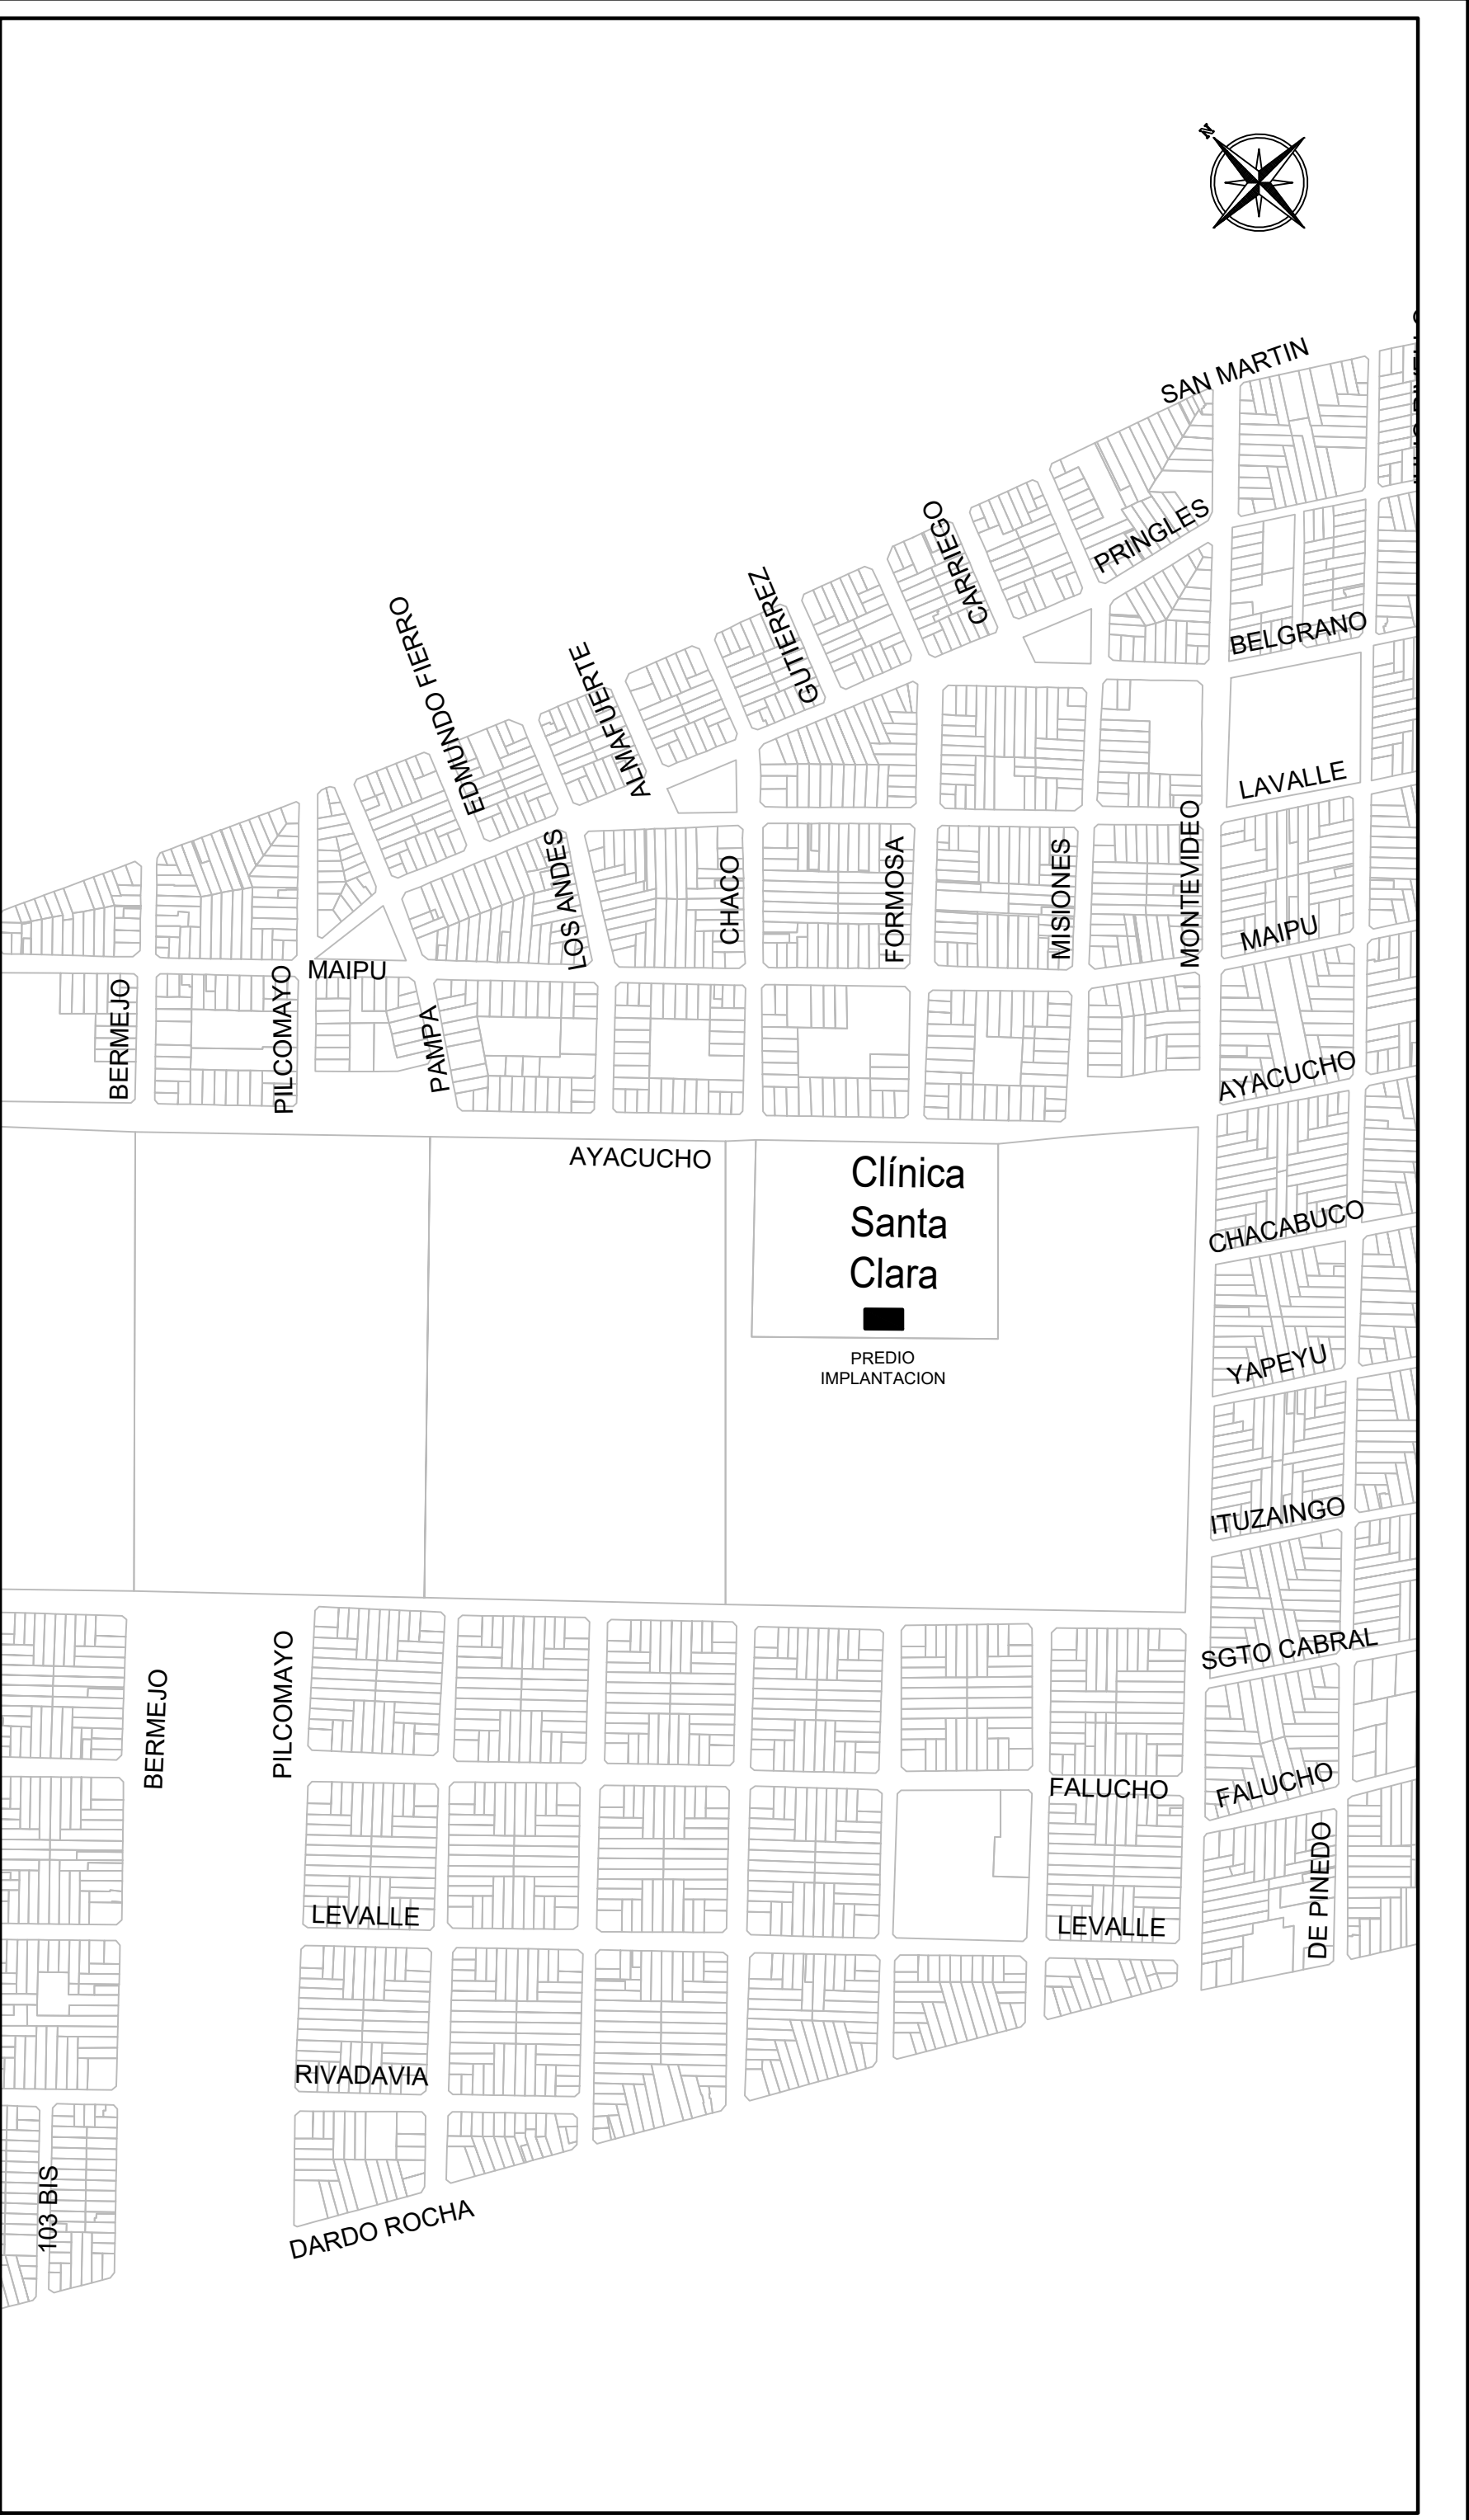 N
SAN MARTIN
PRINGLES
CARRIEGO
GUTIERREZ
ALMAFUERTE
EDMUNDO FIERRO
BELGRANO
LAVALLE
LOS ANDES
CHACO
FORMOSA
MISIONES
MONTEVIDEO
MAIPU
MAIPU
BERMEJO
PILCOMAYO
PAMPA
AYACUCHO
AYACUCHO
Clínica
Santa
Clara
PREDIO
IMPLANTACION
CHACABUCO
YAPEYU
ITUZAINGO
SGTO CABRAL
BERMEJO
PILCOMAYO
FALUCHO
FALUCHO
DE PINEDO
LEVALLE
LEVALLE
RIVADAVIA
103 BIS
DARDO ROCHA